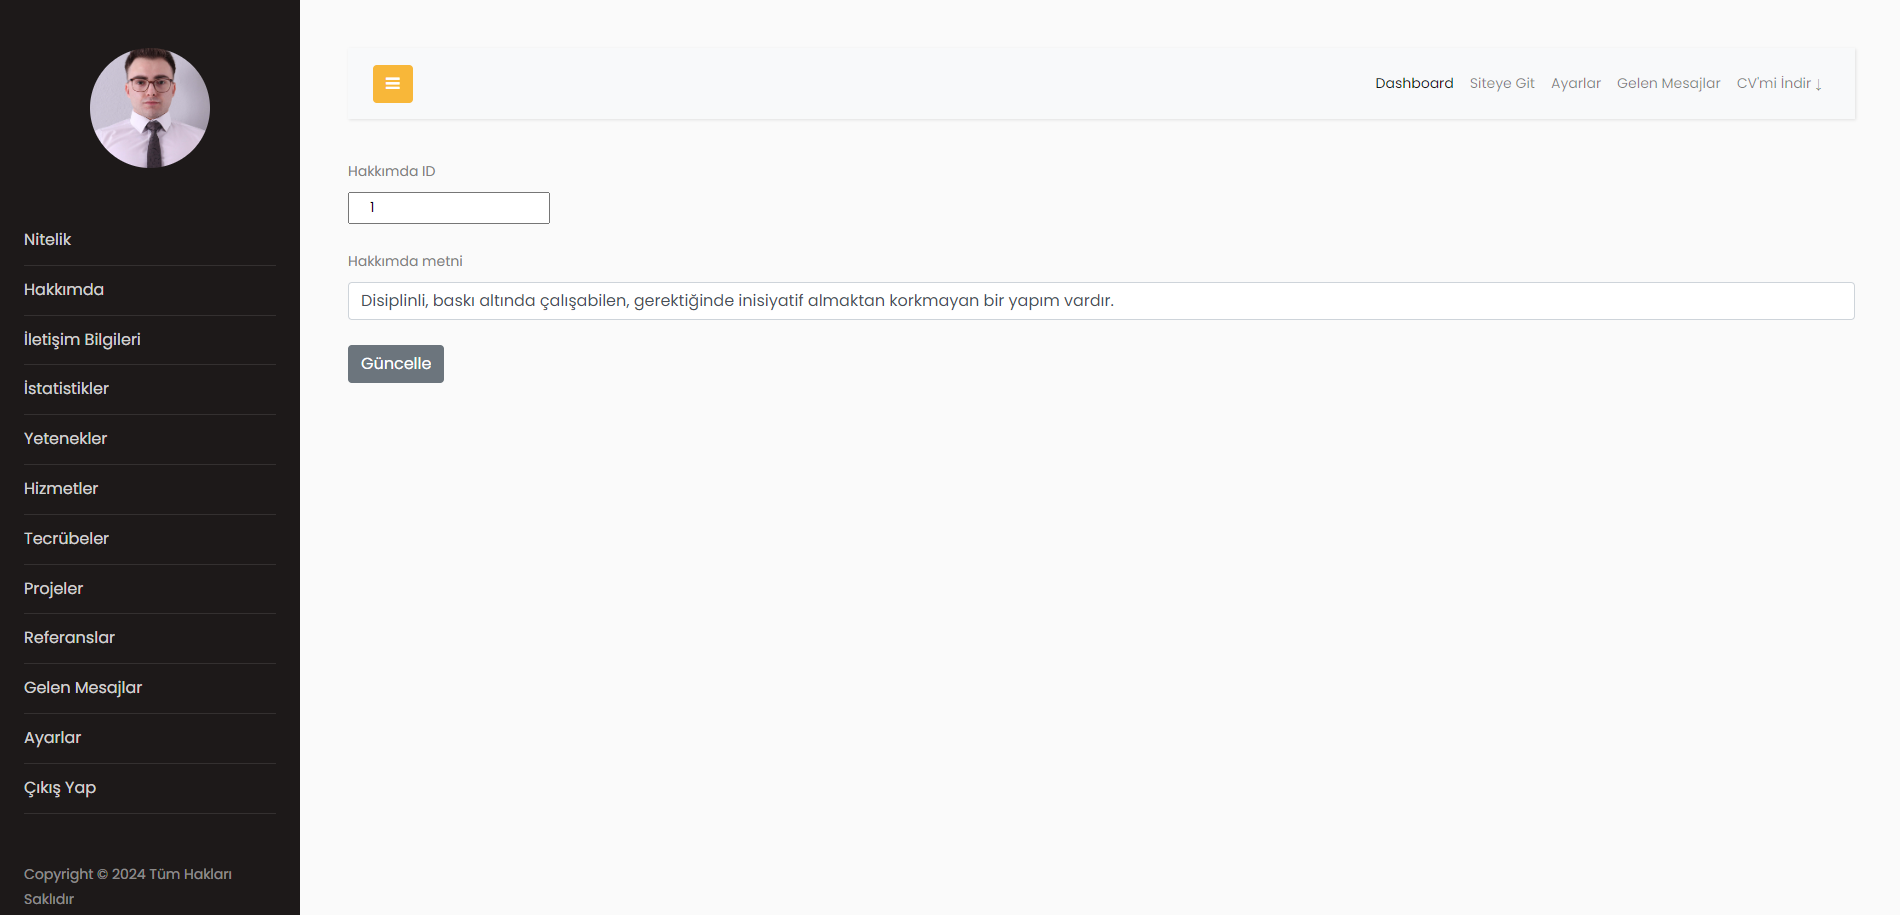 Nitelik
Hakkımda
İletişim Bilgileri
İstatistikler
Yetenekler
Hizmetler
Tecrübeler
Projeler
Referanslar
Gelen Mesajlar
Ayarlar
Çıkış Yap
Copyright © 2024 Tüm Hakları
Saklıdır
Dashboard Siteye Git Ayarlar Gelen Mesajlar CV'mi İndir ↓
Hakkımda ID
1
Hakkımda metni
Disiplinli, baskı altında çalışabilen, gerektiğinde inisiyatif almaktan korkmayan bir yapım vardır.
Güncelle